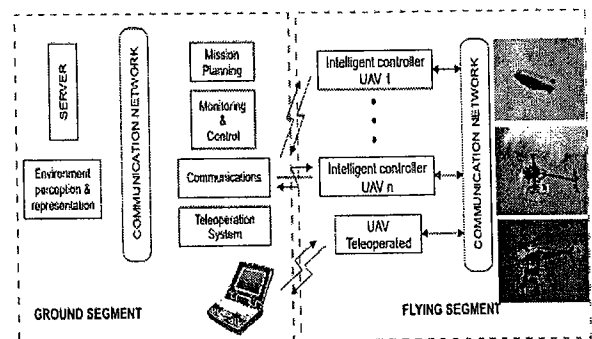 SERVER
Environment
perception &
representation
COMMUNICATION NETWORK
Mission
Planning
Monitoring
&
Control
Communications
Teleoperation
System
GROUND SEGMENT
Intelligent controller
UAV 1
Intelligent controller
UAV n
UAV
Teleoperated
COMMUNICATION NETWORK
FLYING SEGMENT